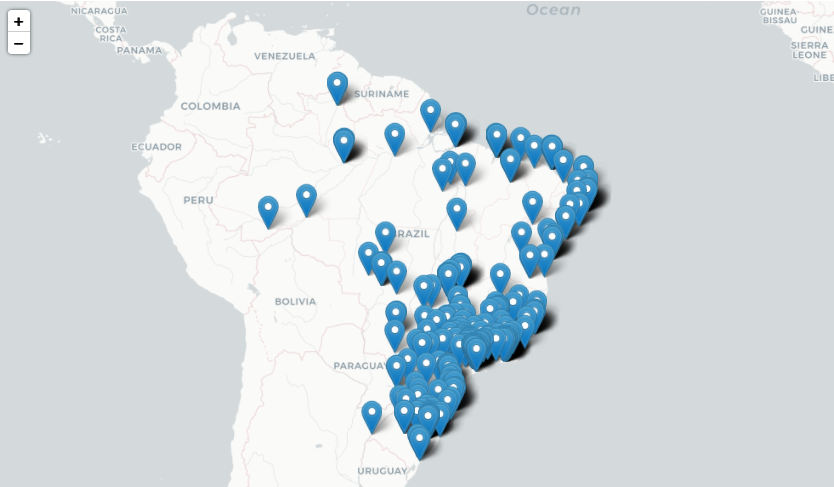 NICARAGUA
Ocean
GUINEA-
BISSAU
+
COSTA
RICA
GUINE
−
PANAMA
VENEZUELA
SIERRA
LEONE
LIBE
SURINAME
COLOMBIA
ECUADOR
PERU
BRAZIL
BOLIVIA
PARAGUAY
URUGUAY